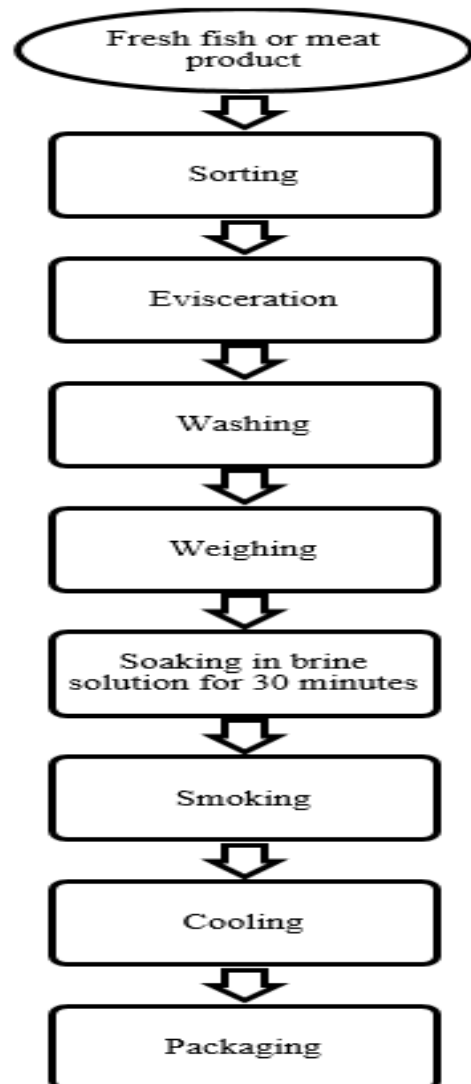 Fresh fish or meat
product
Sorting
Evisceration
Washing
Weighing
Soaking in brine
solution for 30 minutes
Smoking
Cooling
Packaging